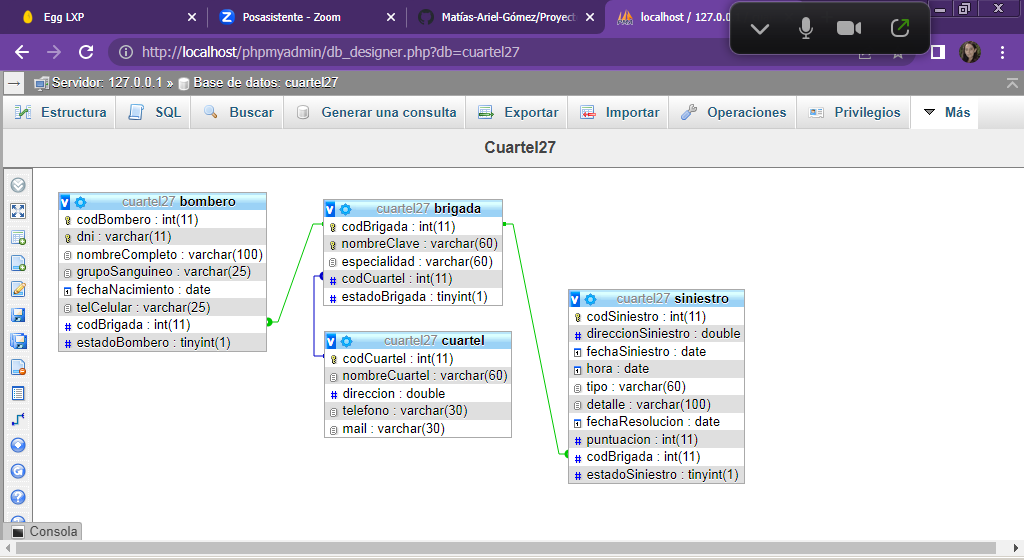 Egg LXP
Posasistente - Zoom
Matías-Ariel-Gómez/Proyect
localhost / 127.0.0
http://localhost/phpmyadmin/db_designer.php?db=cuartel27
Servidor: 127.0.0.1 » Base de datos: cuartel27
Estructura SQL Buscar Generar una consulta Exportar Importar Operaciones Privilegios Más
Cuartel27
cuartel27 bombero
codBombero : int(11)
dni : varchar(11)
nombreCompleto : varchar(100)
grupoSanguineo : varchar(25)
fechaNacimiento : date
telCelular : varchar(25)
codBrigada : int(11)
estadoBombero : tinyint(1)
cuartel27 brigada
codBrigada : int(11)
nombreClave : varchar(60)
especialidad : varchar(60)
codCuartel : int(11)
estadoBrigada : tinyint(1)
cuartel27 cuartel
codCuartel : int(11)
nombreCuartel : varchar(60)
direccion : double
telefono : varchar(30)
mail : varchar(30)
cuartel27 siniestro
codSiniestro : int(11)
direccionSiniestro : double
fechaSiniestro : date
hora : date
tipo : varchar(60)
detalle : varchar(100)
fechaResolucion : date
puntuacion : int(11)
codBrigada : int(11)
estadoSiniestro : tinyint(1)
Consola